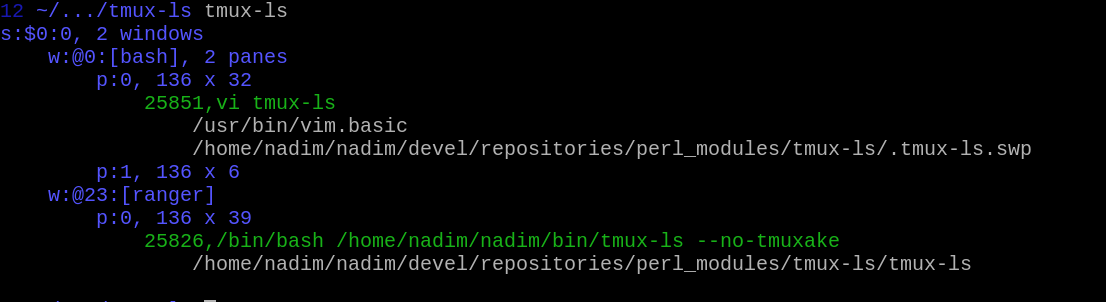 12 ~/.../tmux-ls tmux-ls
s:$0:0, 2 windows
w:@0:[bash], 2 panes
p:0, 136 x 32
25851,vi tmux-ls
/usr/bin/vim.basic
/home/nadim/nadim/devel/repositories/perl_modules/tmux-ls/.tmux-ls.swp
p:1, 136 x 6
w:@23:[ranger]
p:0, 136 x 39
25826,/bin/bash /home/nadim/nadim/bin/tmux-ls --no-tmuxake
/home/nadim/nadim/devel/repositories/perl_modules/tmux-ls/tmux-ls